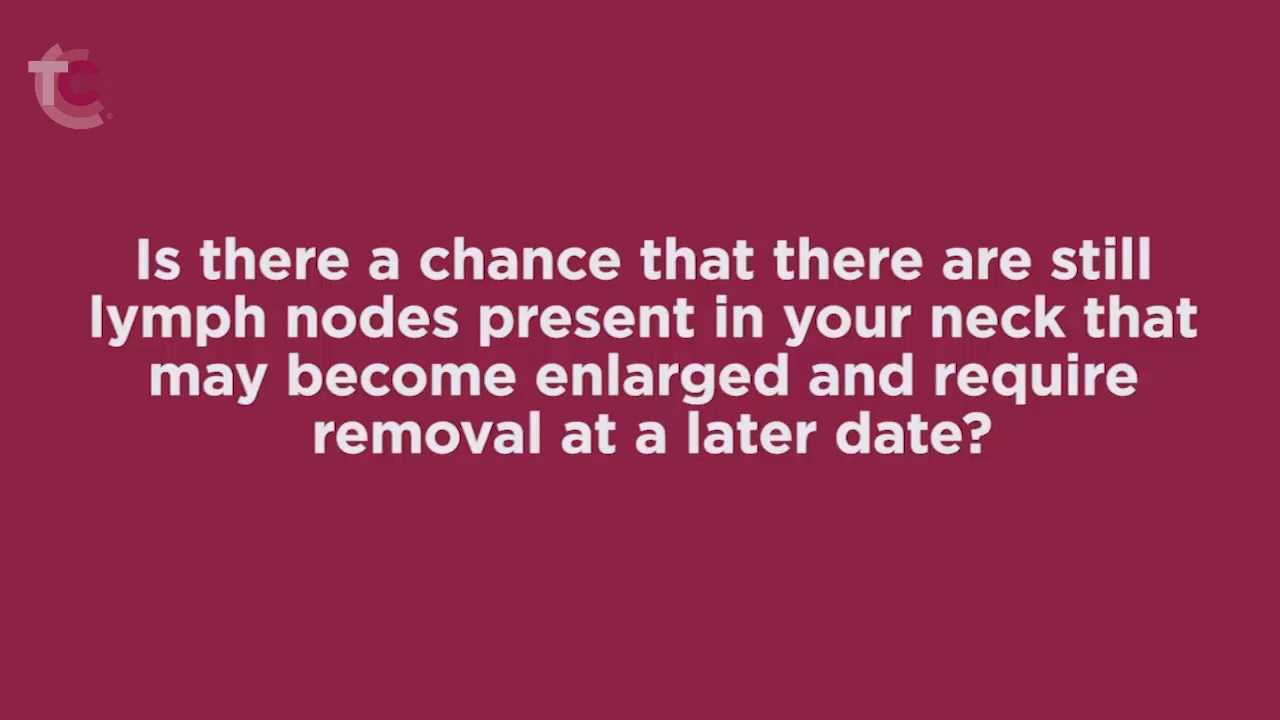 TC®
Is there a chance that there are still
lymph nodes present in your neck that
may become enlarged and require
removal at a later date?